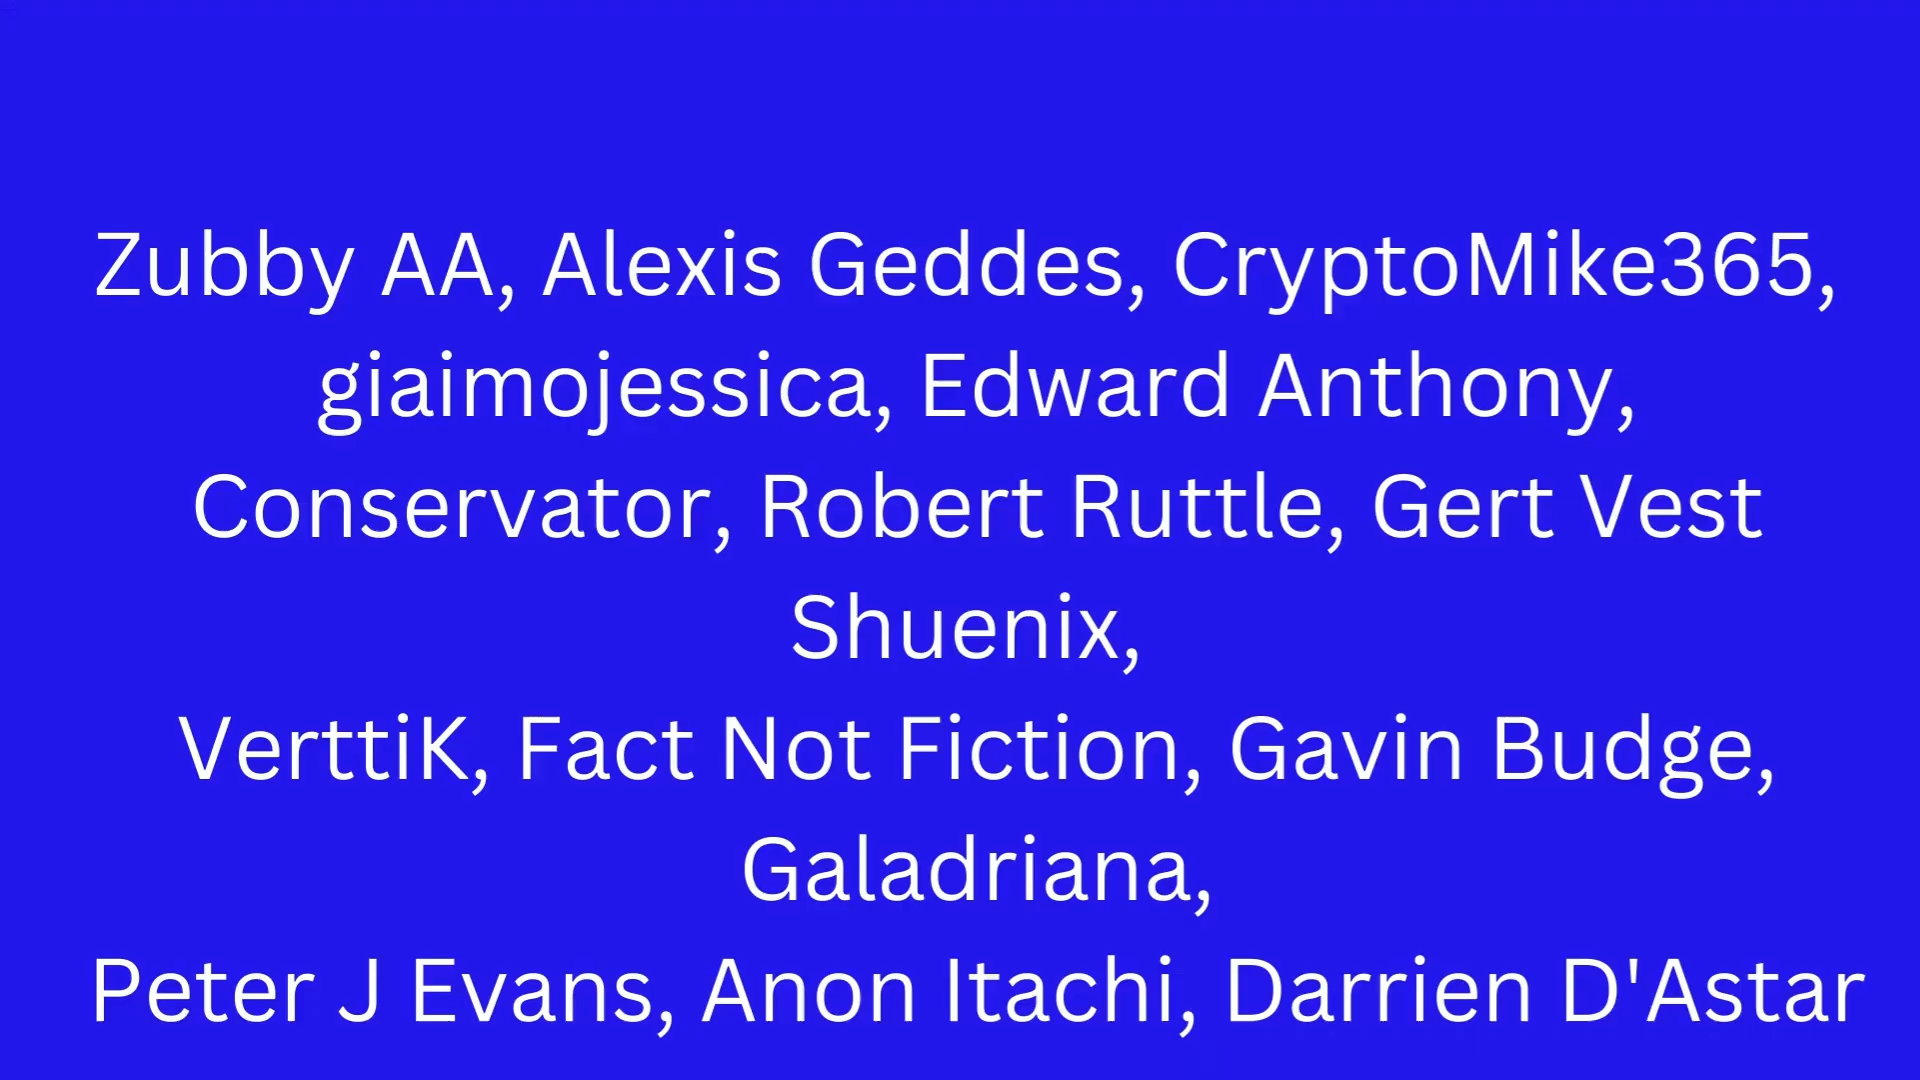 Zubby AA, Alexis Geddes, CryptoMike365,
giaimojessica, Edward Anthony,
Conservator, Robert Ruttle, Gert Vest
Shuenix,
VerttiK, Fact Not Fiction, Gavin Budge,
Galadriana,
Peter J Evans, Anon Itachi, Darrien D'Astar